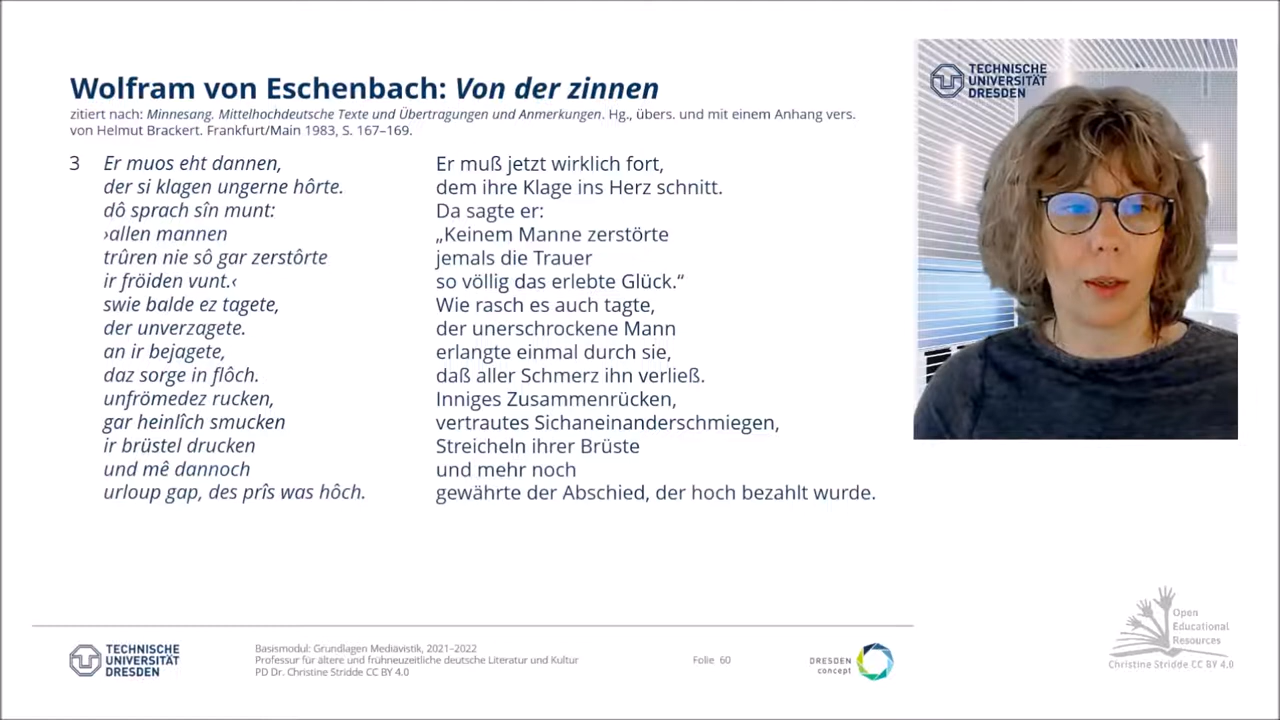 Wolfram von Eschenbach: Von der zinnen
zitiert nach: Minnesang. Mittelhochdeutsche Texte und Übertragungen und Anmerkungen. Hg., übers. und mit einem Anhang vers.
von Helmut Brackert. Frankfurt/Main 1983, S. 167–169.
3 Er muos eht dannen,
der si klagen ungerne hôrte.
dô sprach sîn munt:
›allen mannen
trûren nie sô gar zerstôrte
ir fröiden vunt.‹
swie balde ez tagete,
der unverzagete.
an ir bejagete,
daz sorge in flôch.
unfrömedez rucken,
gar heinlîch smucken
ir brüstel drucken
und mê dannoch
urloup gap, des prîs was hôch.
Er muß jetzt wirklich fort,
dem ihre Klage ins Herz schnitt.
Da sagte er:
„Keinem Manne zerstörte
jemals die Trauer
so völlig das erlebte Glück.“
Wie rasch es auch tagte,
der unerschrockene Mann
erlangte einmal durch sie,
daß aller Schmerz ihn verließ.
Inniges Zusammenrücken,
vertrautes Sichaneinanderschmiegen,
Streicheln ihrer Brüste
und mehr noch
gewährte der Abschied, der hoch bezahlt wurde.
TECHNISCHE
UNIVERSITÄT
DRESDEN
TECHNISCHE
UNIVERSITÄT
DRESDEN
Basismodul: Grundlagen Mediävistik, 2021–2022
Professur für ältere und frühneuzeitliche deutsche Literatur und Kultur
PD Dr. Christine Stridde CC BY 4.0
Folie 60
DRESDEN
concept
Open
Educational
Resources
Christine Stridde CC BY 4.0